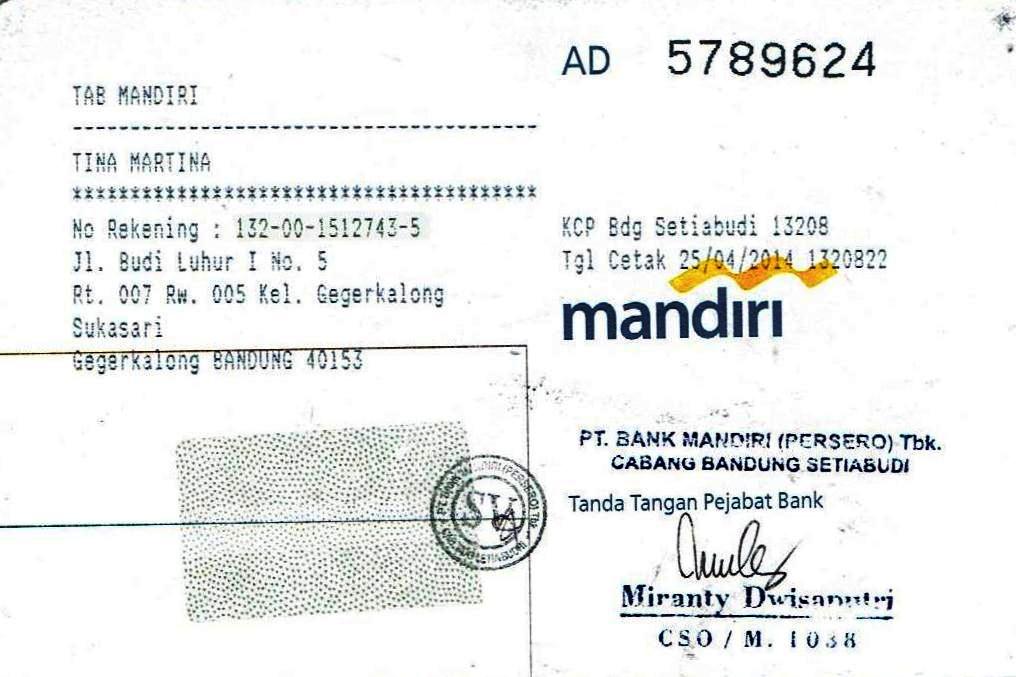 AD 5789624
TAB MANDIRI
TINA MARTINA
*****************************************
No Rekening : 132-00-1512743-5
Jl. Budi Luhur I No. 5
Rt. 007 Rw. 005 Kel. Gegerkalong
Sukasari
Gegerkalong BANDUNG 40153
KCP Bdg Setiabudi 13208
Tgl Cetak 25/04/2014 1320822
mandiri
PT. BANK MANDIRI (PERSERO) Tbk.
CABANG BANDUNG SETIABUDI
Tanda Tangan Pejabat Bank
Miranty Dwisaputri
CSO / M. 1038